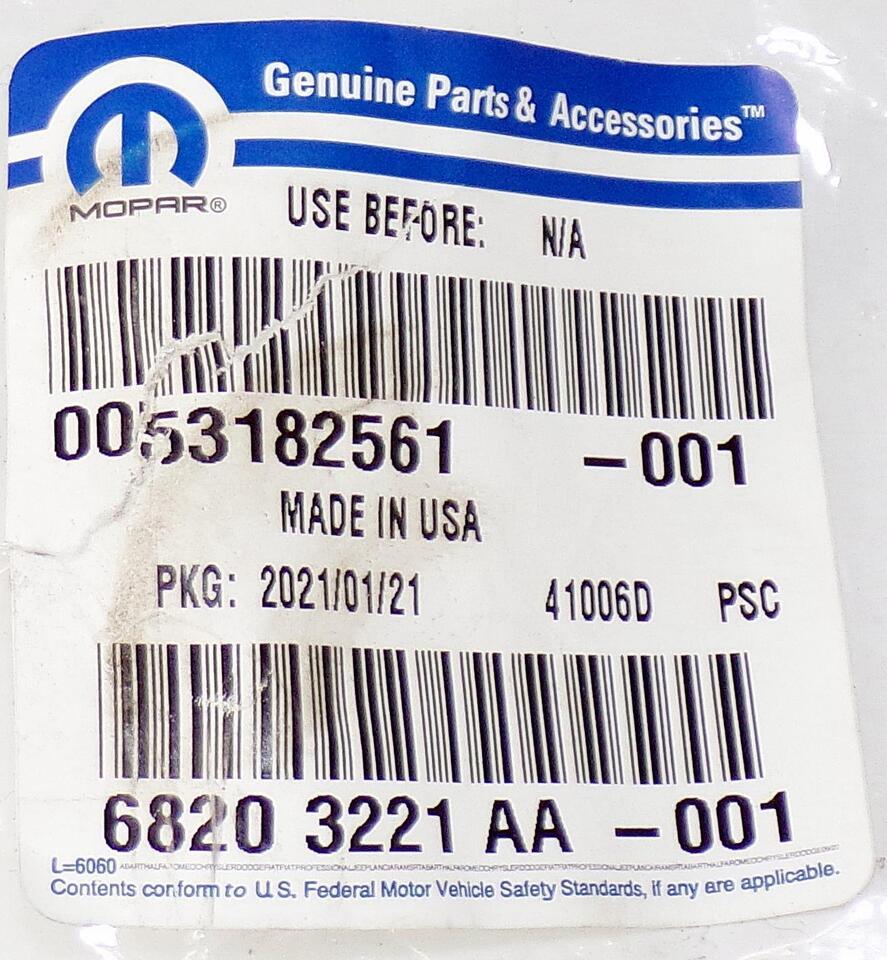 Genuine Parts & Accessories™
MOPAR®
USE BEFORE: N/A
0053182561 -001
MADE IN USA
PKG: 2021/01/21 41006D PSC
6820 3221 AA -001
L=6060
Contents conform to U.S. Federal Motor Vehicle Safety Standards, if any are applicable.